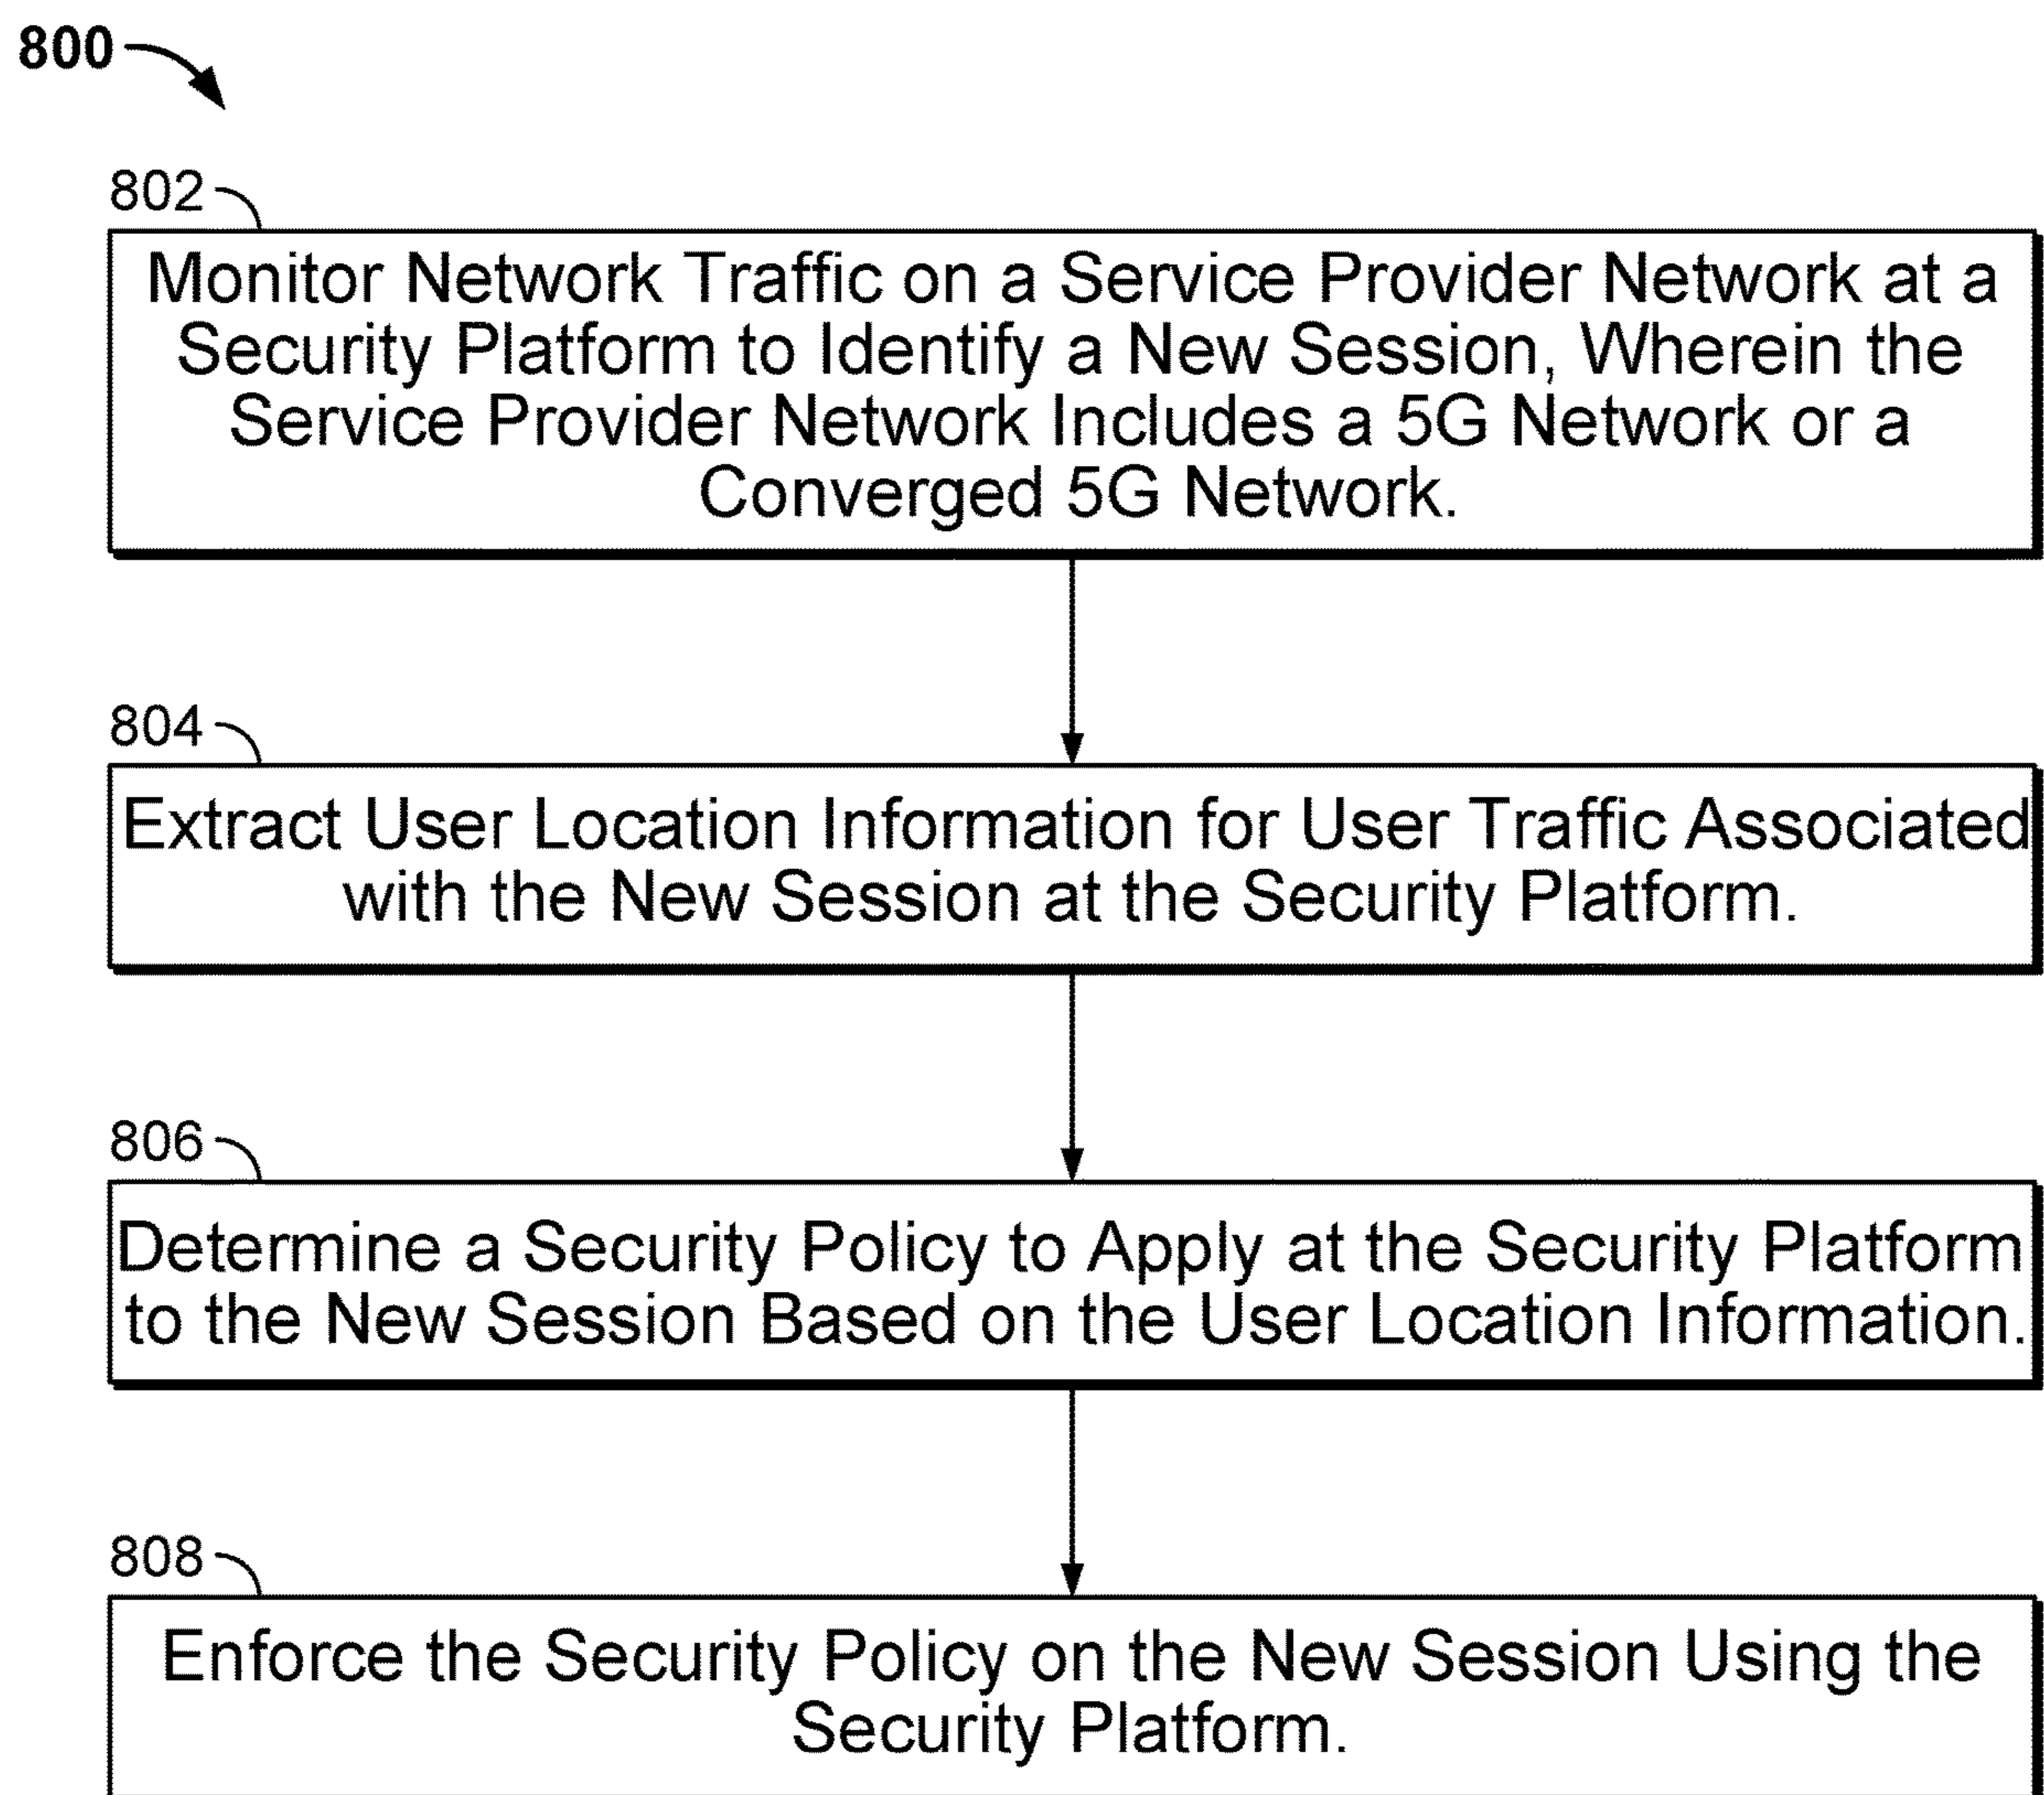 800
802
Monitor Network Traffic on a Service Provider Network at a
Security Platform to Identify a New Session, Wherein the
Service Provider Network Includes a 5G Network or a
Converged 5G Network.
804
Extract User Location Information for User Traffic Associated
with the New Session at the Security Platform.
806
Determine a Security Policy to Apply at the Security Platform
to the New Session Based on the User Location Information.
808
Enforce the Security Policy on the New Session Using the
Security Platform.